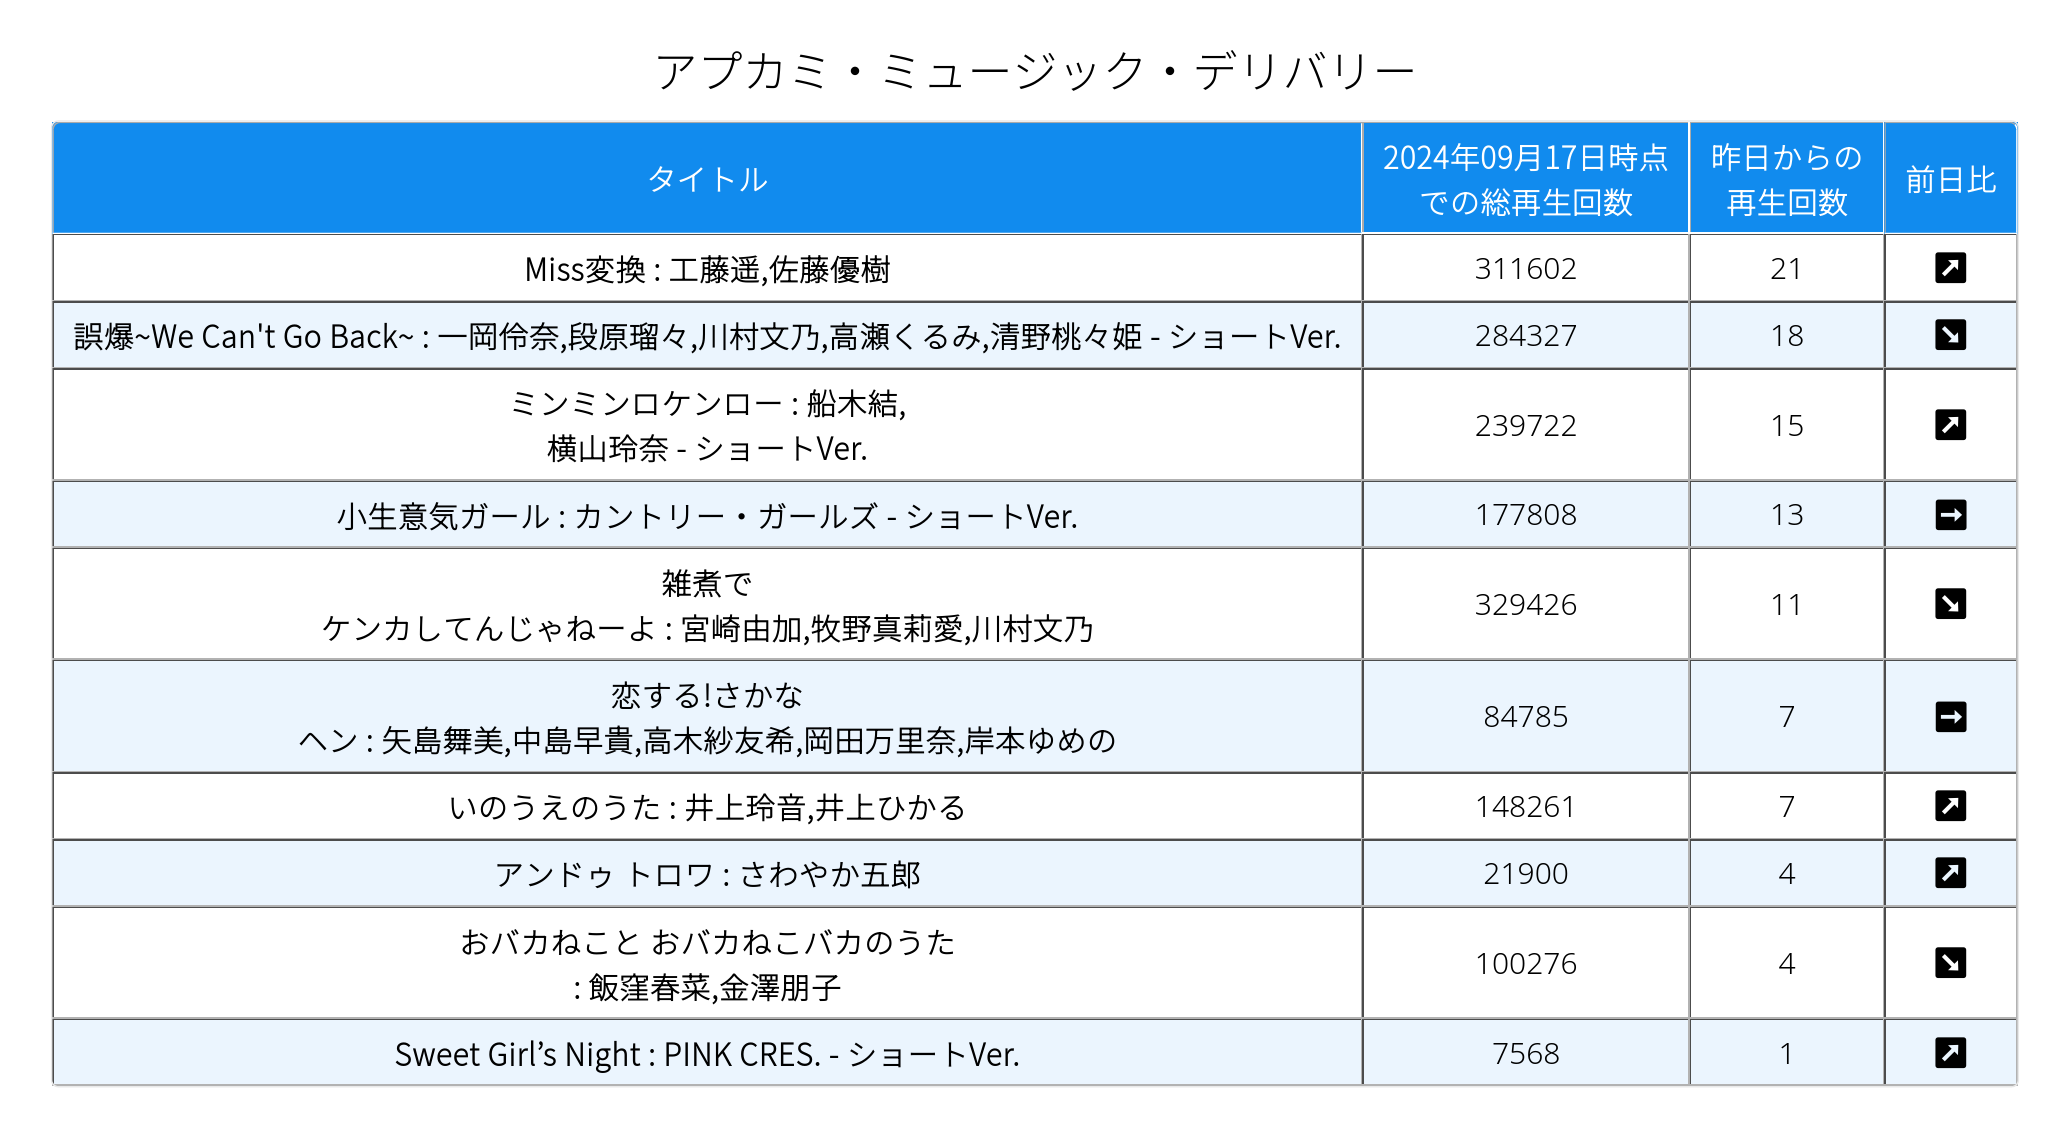 アプカミ・ミュージック・デリバリー
タイトル
2024年09月17日時点
での総再生回数
昨日からの
再生回数
前日比
Miss変換 : 工藤遥,佐藤優樹
311602
21
誤爆~We Can't Go Back~ : 一岡伶奈,段原瑠々,川村文乃,高瀬くるみ,清野桃々姫 - ショートVer.
284327
18
ミンミンロケンロー : 船木結,
横山玲奈 - ショートVer.
239722
15
小生意気ガール : カントリー・ガールズ - ショートVer.
177808
13
雑煮で
ケンカしてんじゃねーよ : 宮崎由加,牧野真莉愛,川村文乃
329426
11
恋する!さかな
ヘン : 矢島舞美,中島早貴,高木紗友希,岡田万里奈,岸本ゆめの
84785
7
いのうえのうた : 井上玲音,井上ひかる
148261
7
アンドゥ トロワ : さわやか五郎
21900
4
おバカねこと おバカねこバカのうた
: 飯窪春菜,金澤朋子
100276
4
Sweet Girl’s Night : PINK CRES. - ショートVer.
7568
1